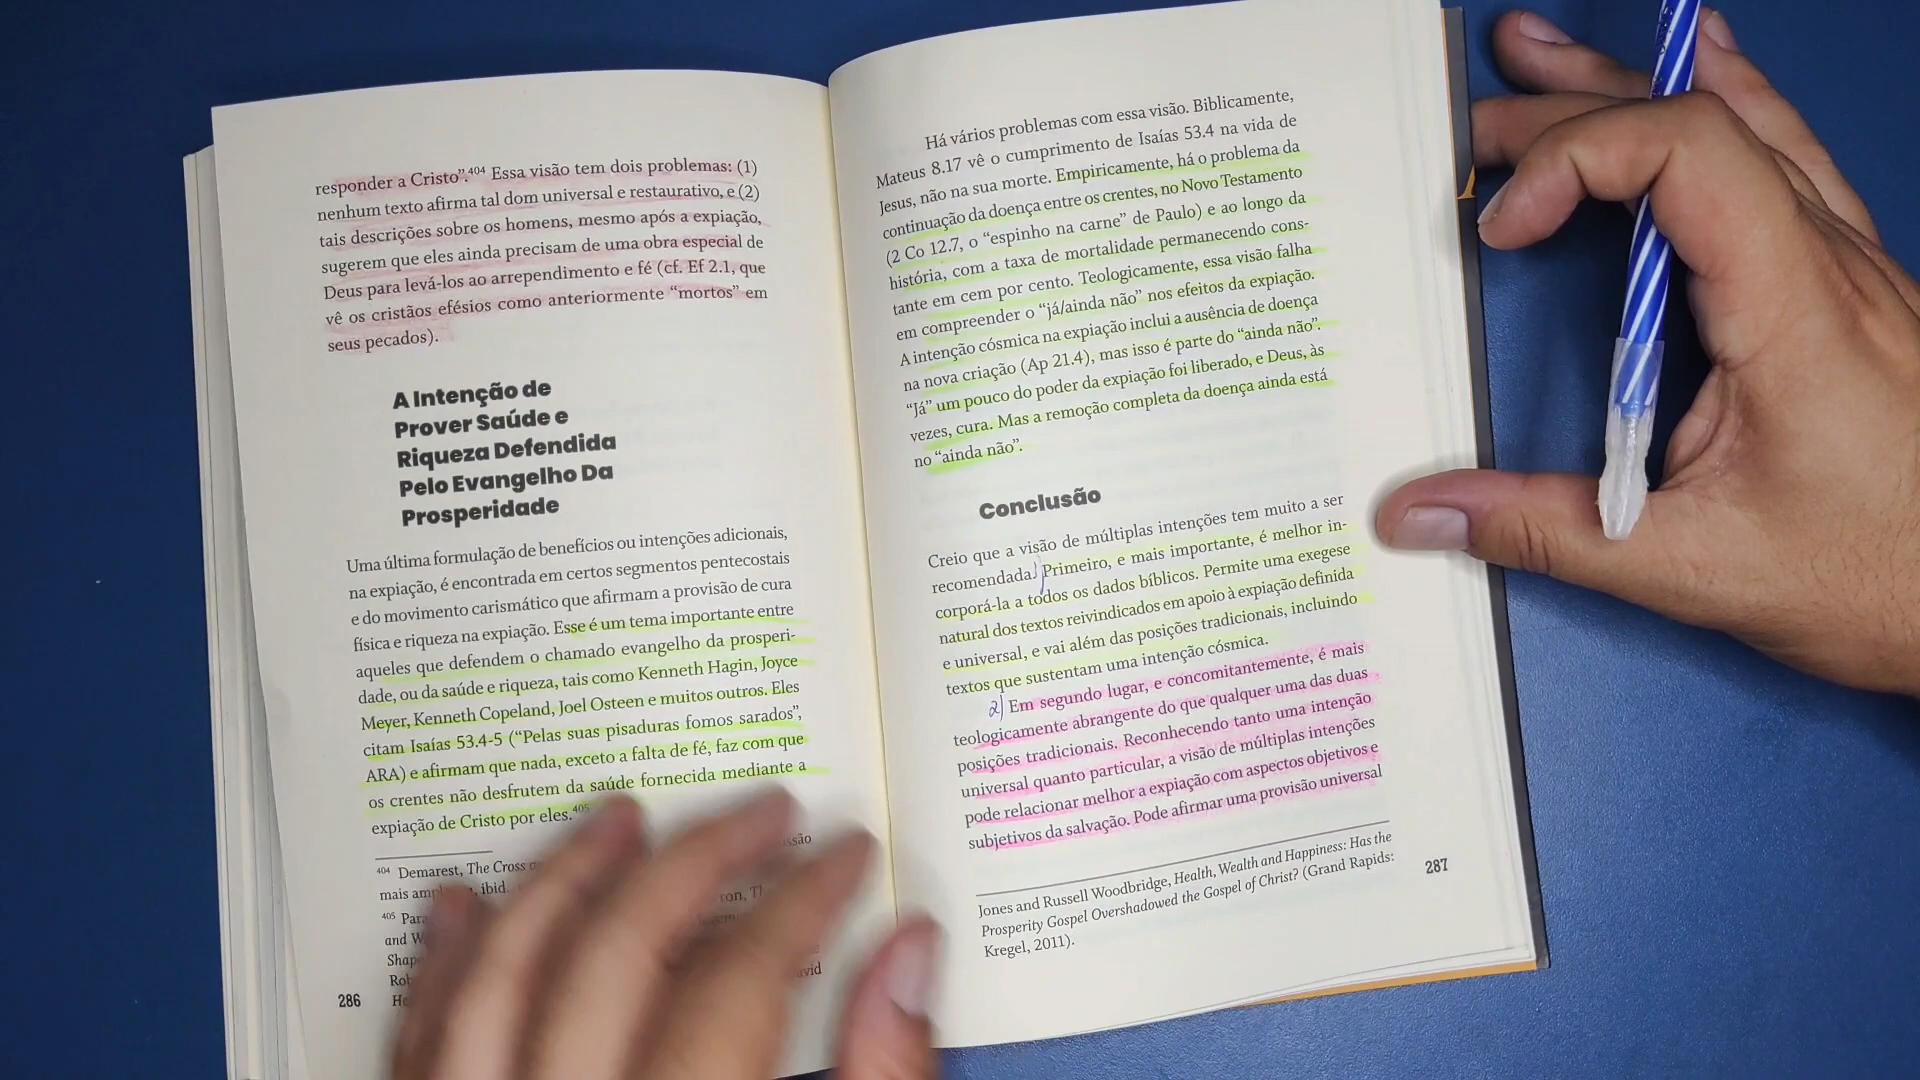 responder a Cristo”.⁴⁰⁴ Essa visão tem dois problemas: (1)
nenhum texto afirma tal dom universal e restaurativo, e (2)
tais descrições sobre os homens, mesmo após a expiação,
sugerem que eles ainda precisam de uma obra especial de
Deus para levá-los ao arrependimento e fé (cf. Ef 2.1, que
vê os cristãos efésios como anteriormente “mortos” em
seus pecados).
A Intenção de
Prover Saúde e
Riqueza Defendida
Pelo Evangelho Da
Prosperidade
Uma última formulação de benefícios ou intenções adicionais,
na expiação, é encontrada em certos segmentos pentecostais
e do movimento carismático que afirmam a provisão de cura
física e riqueza na expiação. Esse é um tema importante entre
aqueles que defendem o chamado evangelho da prosperi-
dade, ou da saúde e riqueza, tais como Kenneth Hagin, Joyce
Meyer, Kenneth Copeland, Joel Osteen e muitos outros. Eles
citam Isaías 53.4-5 (“Pelas suas pisaduras fomos sarados”,
ARA) e afirmam que nada, exceto a falta de fé, faz com que
os crentes não desfrutem da saúde fornecida mediante a
expiação de Cristo por eles.⁴⁰⁵
⁴⁰⁴ Demarest, The Cross
mais ibid.
⁴⁰⁵
and
286
Há vários problemas com essa visão. Biblicamente,
Mateus 8.17 vê o cumprimento de Isaías 53.4 na vida de
Jesus, não na sua morte. Empiricamente, há o problema da
continuação da doença entre os crentes, no Novo Testamento
(2 Co 12.7, o “espinho na carne” de Paulo) e ao longo da
história, com a taxa de mortalidade permanecendo cons-
tante em cem por cento. Teologicamente, essa visão falha
em compreender o “já/ainda não” nos efeitos da expiação.
A intenção cósmica na expiação inclui a ausência de doença
na nova criação (Ap 21.4), mas isso é parte do “ainda não”.
“Já” um pouco do poder da expiação foi liberado, e Deus, às
vezes, cura. Mas a remoção completa da doença ainda está
no “ainda não”.
Conclusão
Creio que a visão de múltiplas intenções tem muito a ser
recomendada. Primeiro, e mais importante, é melhor in-
corporá-la a todos os dados bíblicos. Permite uma exegese
natural dos textos reivindicados em apoio à expiação definida
e universal, e vai além das posições tradicionais, incluindo
textos que sustentam uma intenção cósmica.
2) Em segundo lugar, e concomitantemente, é mais
teologicamente abrangente do que qualquer uma das duas
posições tradicionais. Reconhecendo tanto uma intenção
universal quanto particular, a visão de múltiplas intenções
pode relacionar melhor a expiação com aspectos objetivos e
subjetivos da salvação. Pode afirmar uma provisão universal
Jones and Russell Woodbridge, Health, Wealth and Happiness: Has the
Prosperity Gospel Overshadowed the Gospel of Christ? (Grand Rapids:
Kregel, 2011).
287